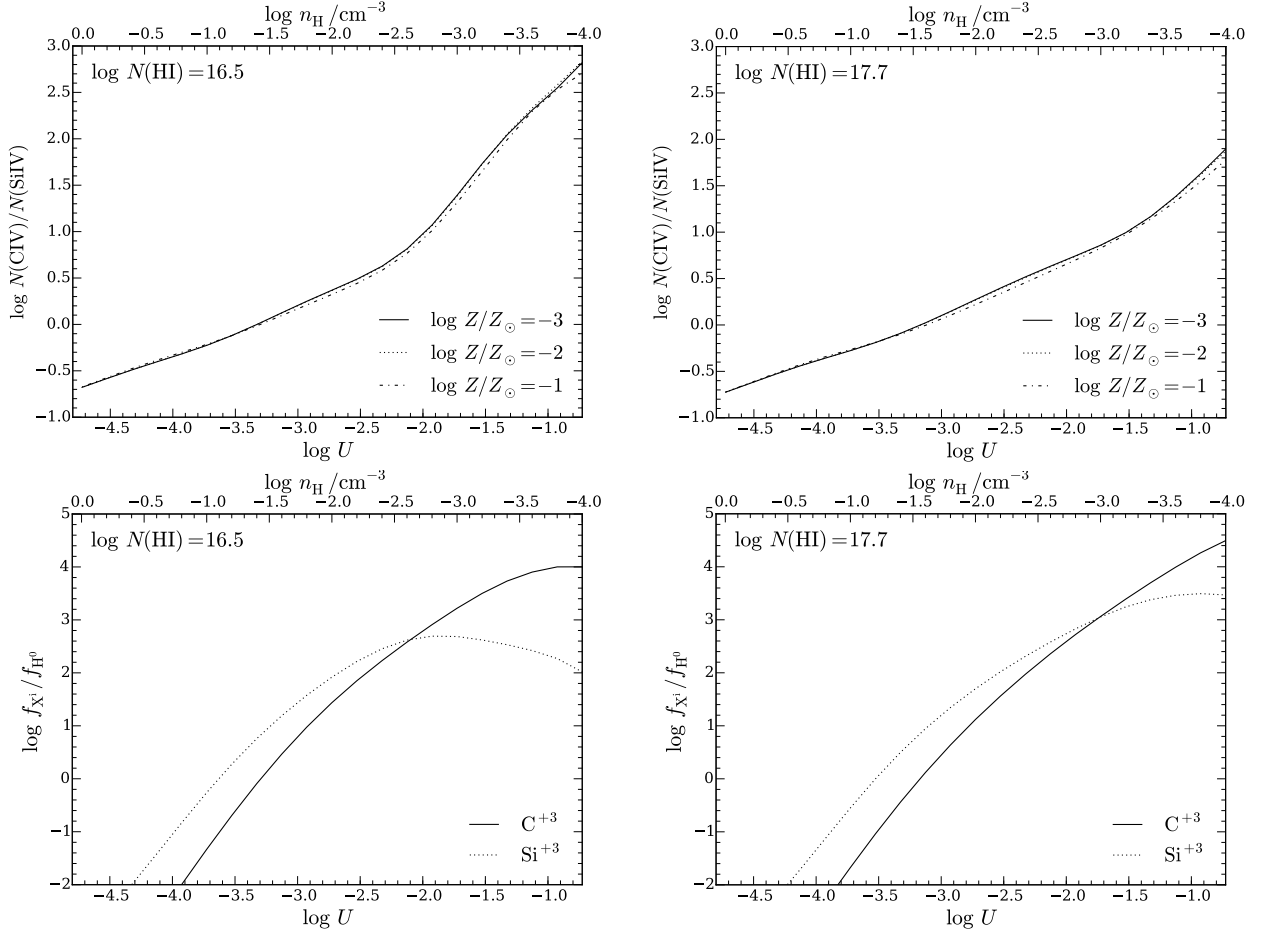 log n_H /cm⁻³
0.0 −0.5 −1.0 −1.5 −2.0 −2.5 −3.0 −3.5 −4.0
log N(HI)=16.5
log N(CIV)/N(SiIV)
3.0
2.5
2.0
1.5
1.0
0.5
0.0
−0.5
−1.0
log Z/Z⊙=−3
log Z/Z⊙=−2
log Z/Z⊙=−1
−4.5 −4.0 −3.5 −3.0 −2.5 −2.0 −1.5 −1.0
log U
log n_H /cm⁻³
0.0 −0.5 −1.0 −1.5 −2.0 −2.5 −3.0 −3.5 −4.0
log N(HI)=17.7
log N(CIV)/N(SiIV)
3.0
2.5
2.0
1.5
1.0
0.5
0.0
−0.5
−1.0
log Z/Z⊙=−3
log Z/Z⊙=−2
log Z/Z⊙=−1
−4.5 −4.0 −3.5 −3.0 −2.5 −2.0 −1.5 −1.0
log U
log n_H /cm⁻³
0.0 −0.5 −1.0 −1.5 −2.0 −2.5 −3.0 −3.5 −4.0
log N(HI)=16.5
log f_Xⁱ/f_H⁰
5
4
3
2
1
0
−1
−2
C⁺³
Si⁺³
−4.5 −4.0 −3.5 −3.0 −2.5 −2.0 −1.5 −1.0
log U
log n_H /cm⁻³
0.0 −0.5 −1.0 −1.5 −2.0 −2.5 −3.0 −3.5 −4.0
log N(HI)=17.7
log f_Xⁱ/f_H⁰
5
4
3
2
1
0
−1
−2
C⁺³
Si⁺³
−4.5 −4.0 −3.5 −3.0 −2.5 −2.0 −1.5 −1.0
log U